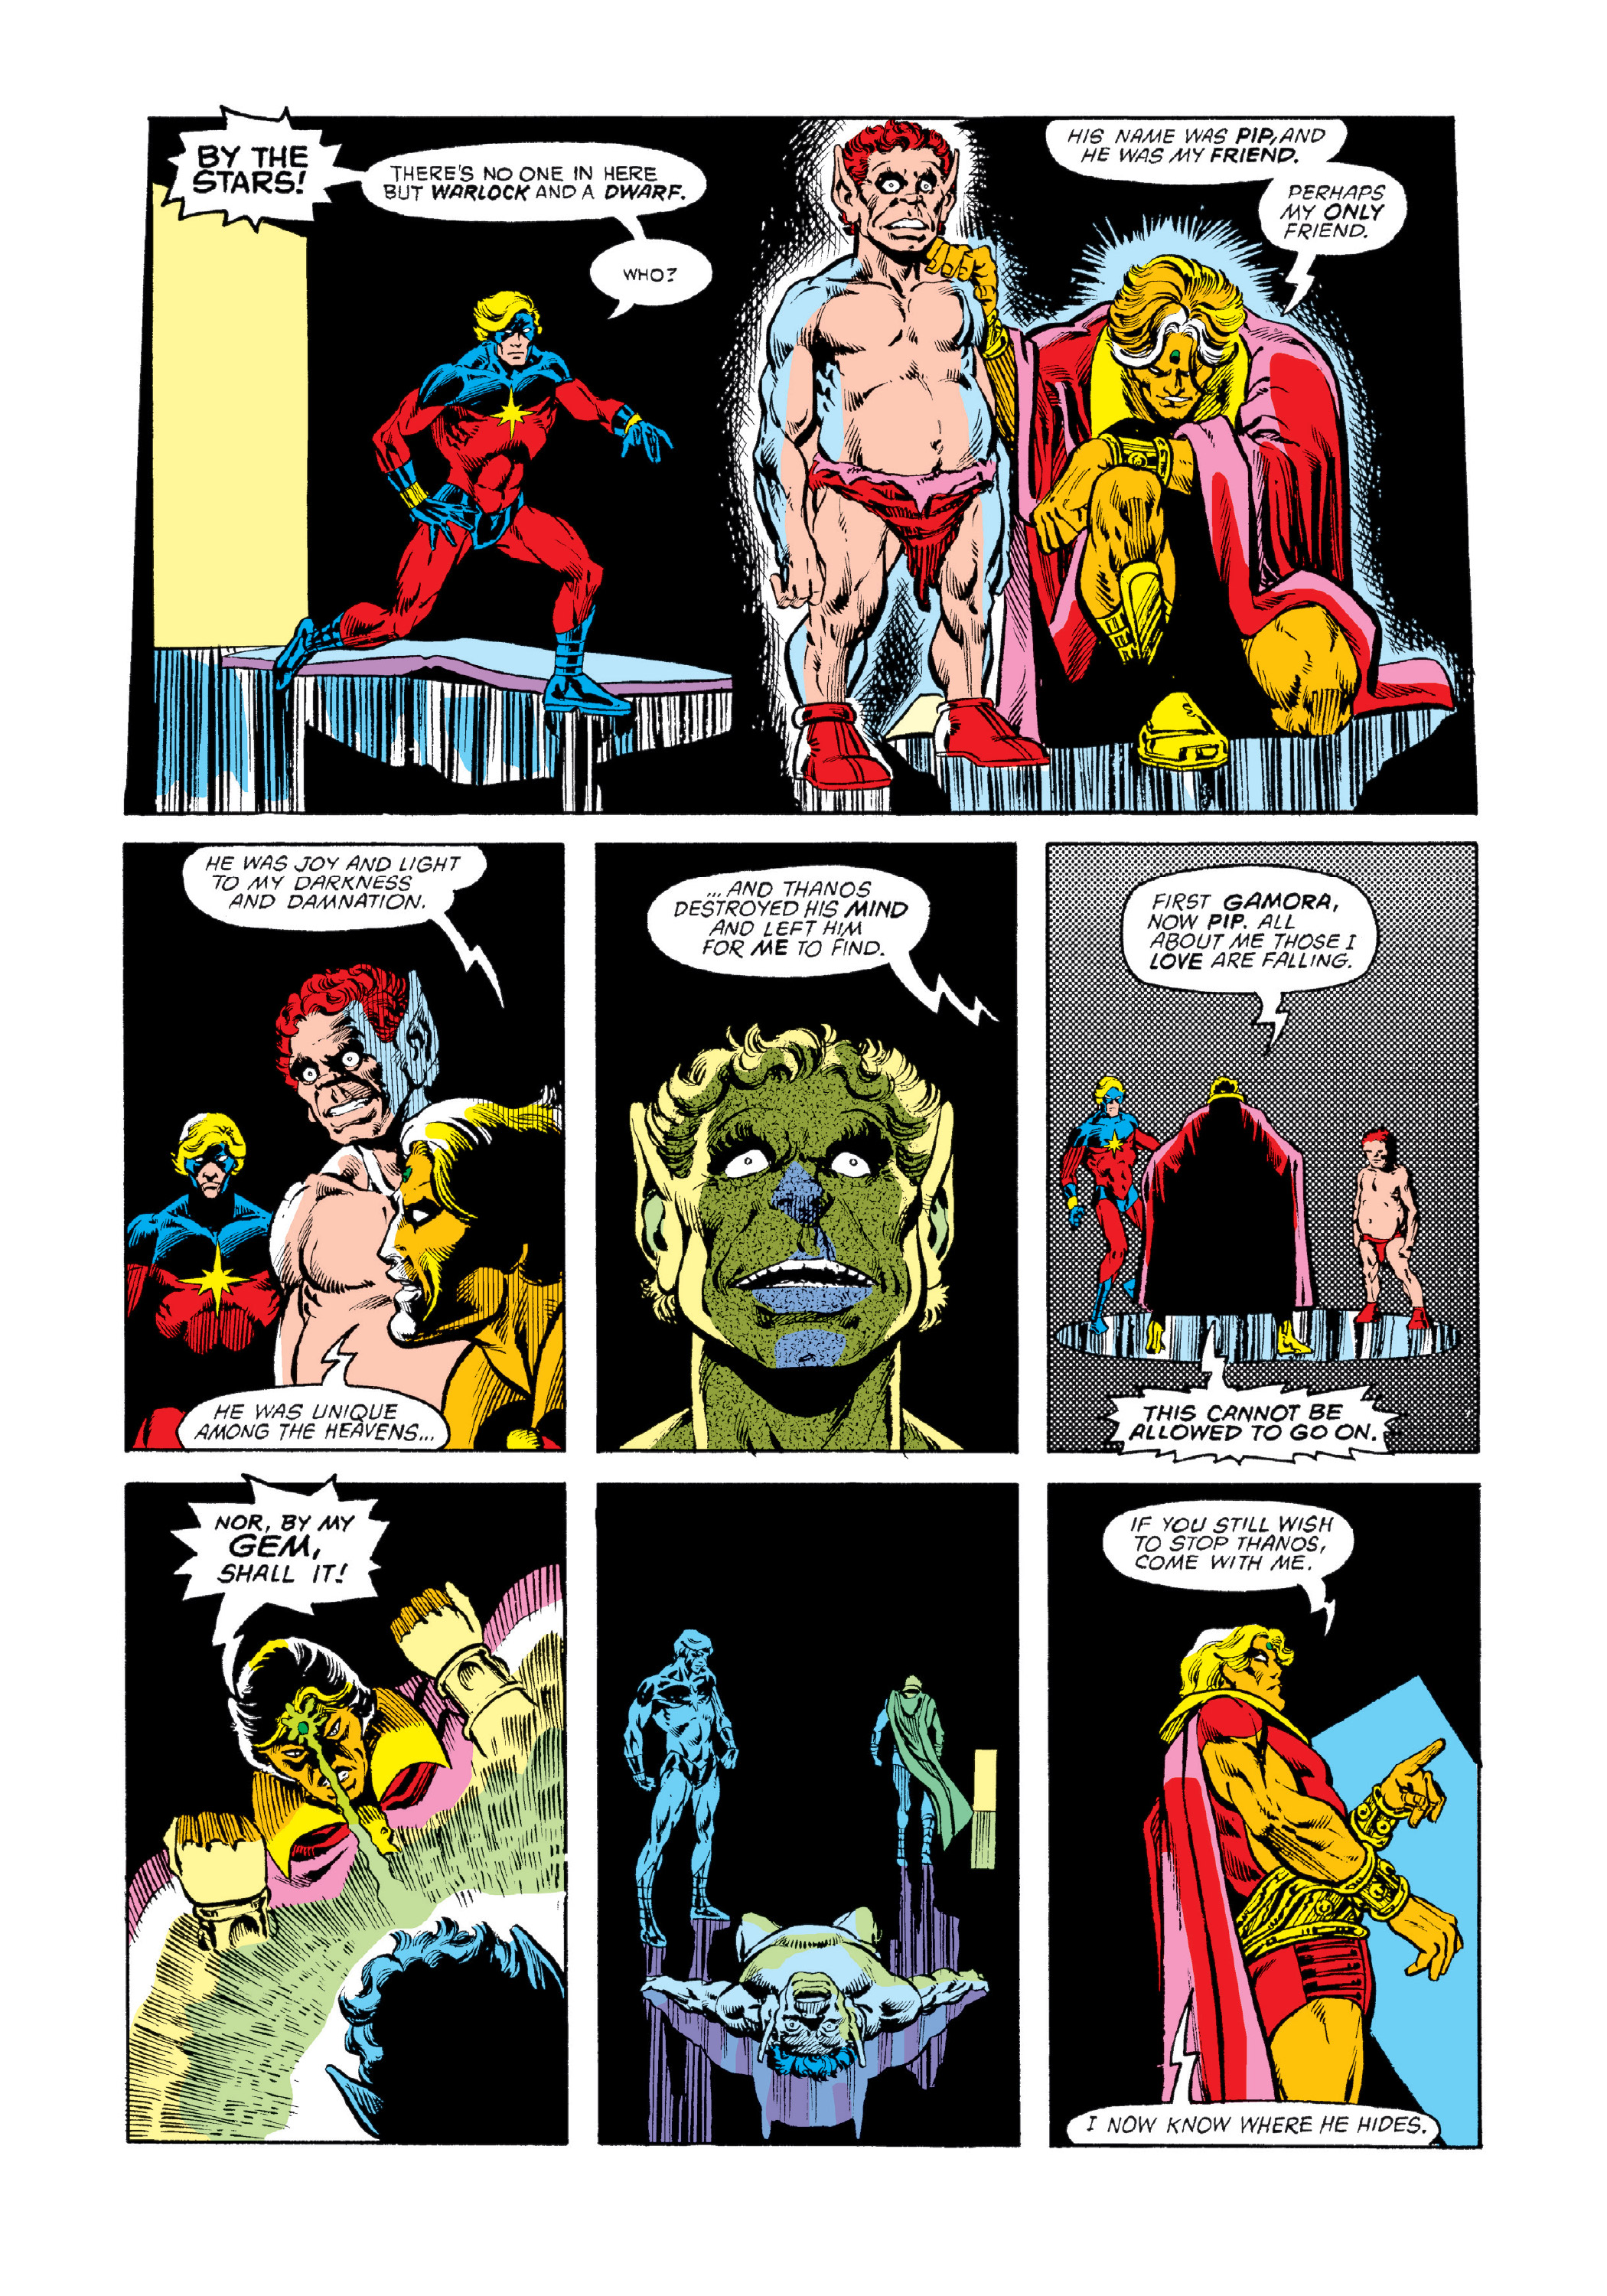 BY THE
STARS!
THERE'S NO ONE IN HERE
BUT WARLOCK AND A DWARF.
WHO?
HIS NAME WAS PIP, AND
HE WAS MY FRIEND.
PERHAPS
MY ONLY
FRIEND.
HE WAS JOY AND LIGHT
TO MY DARKNESS
AND DAMNATION.
HE WAS UNIQUE
AMONG THE HEAVENS...
...AND THANOS
DESTROYED HIS MIND
AND LEFT HIM
FOR ME TO FIND.
FIRST GAMORA,
NOW PIP. ALL
ABOUT ME THOSE I
LOVE ARE FALLING.
THIS CANNOT BE
ALLOWED TO GO ON.
NOR, BY MY
GEM,
SHALL IT!
IF YOU STILL WISH
TO STOP THANOS,
COME WITH ME.
I NOW KNOW WHERE HE HIDES.